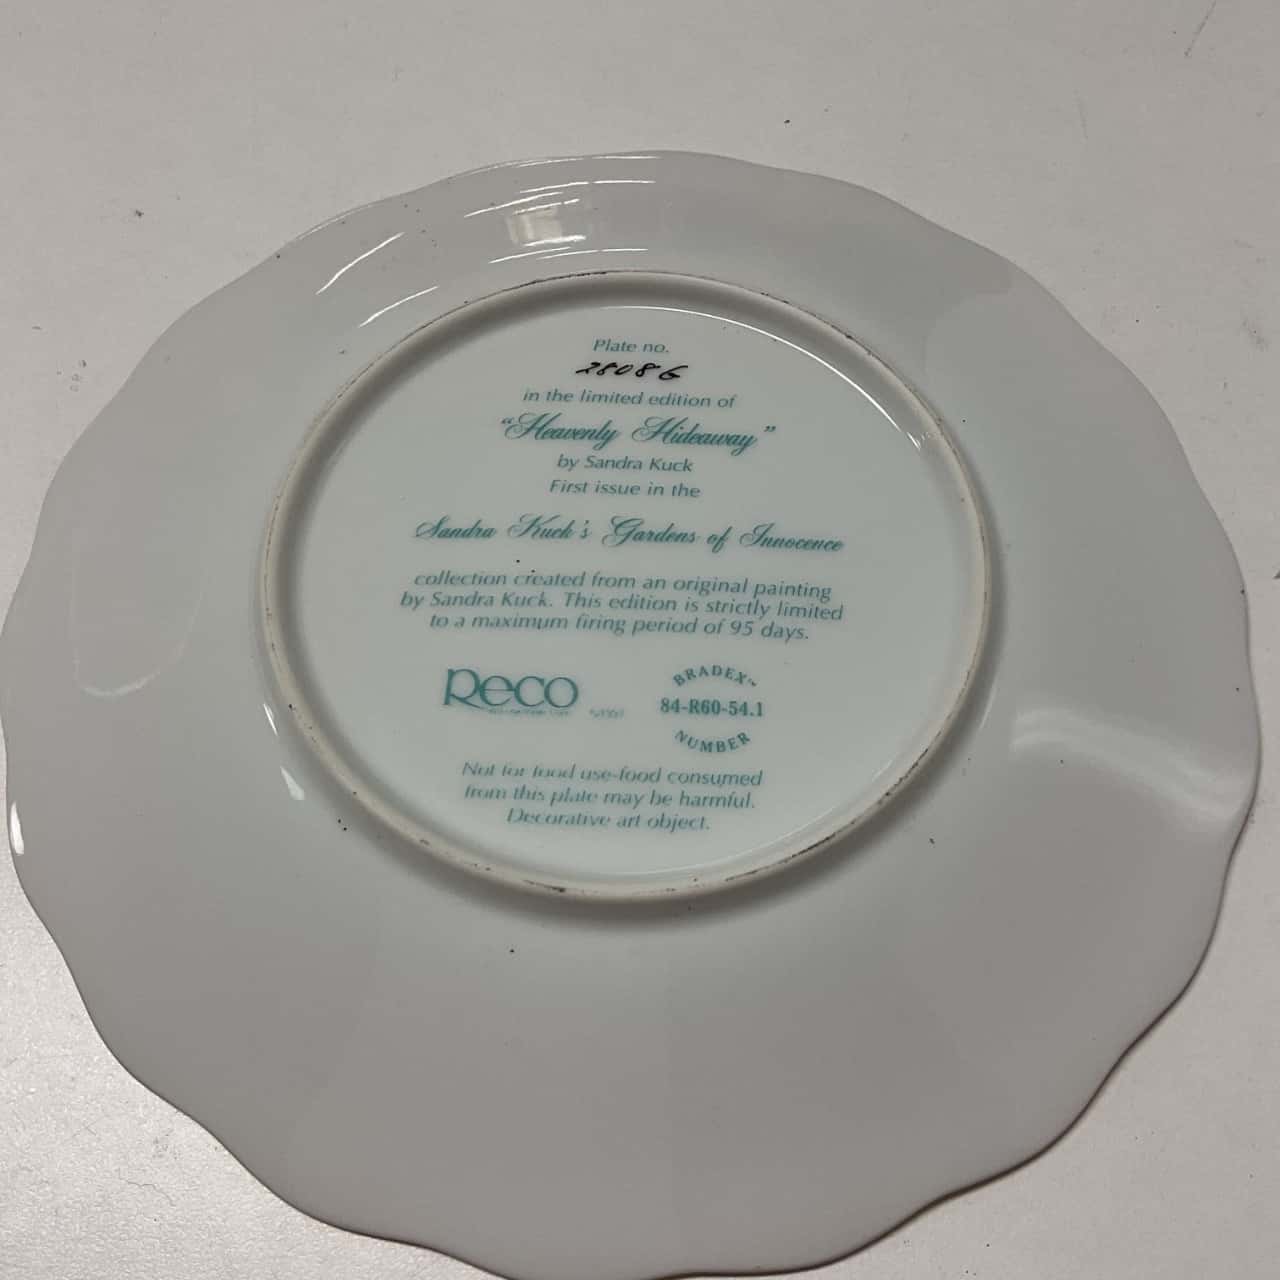 Plate no.
2808G
in the limited edition of
"Heavenly Hideaway"
by Sandra Kuck
First issue in the
Sandra Kuck's Gardens of Innocence
collection created from an original painting
by Sandra Kuck. This edition is strictly limited
to a maximum firing period of 95 days.
Reco
BRADEX™
84-R60-54.1
NUMBER
Not for food use-food consumed
from this plate may be harmful.
Decorative art object.